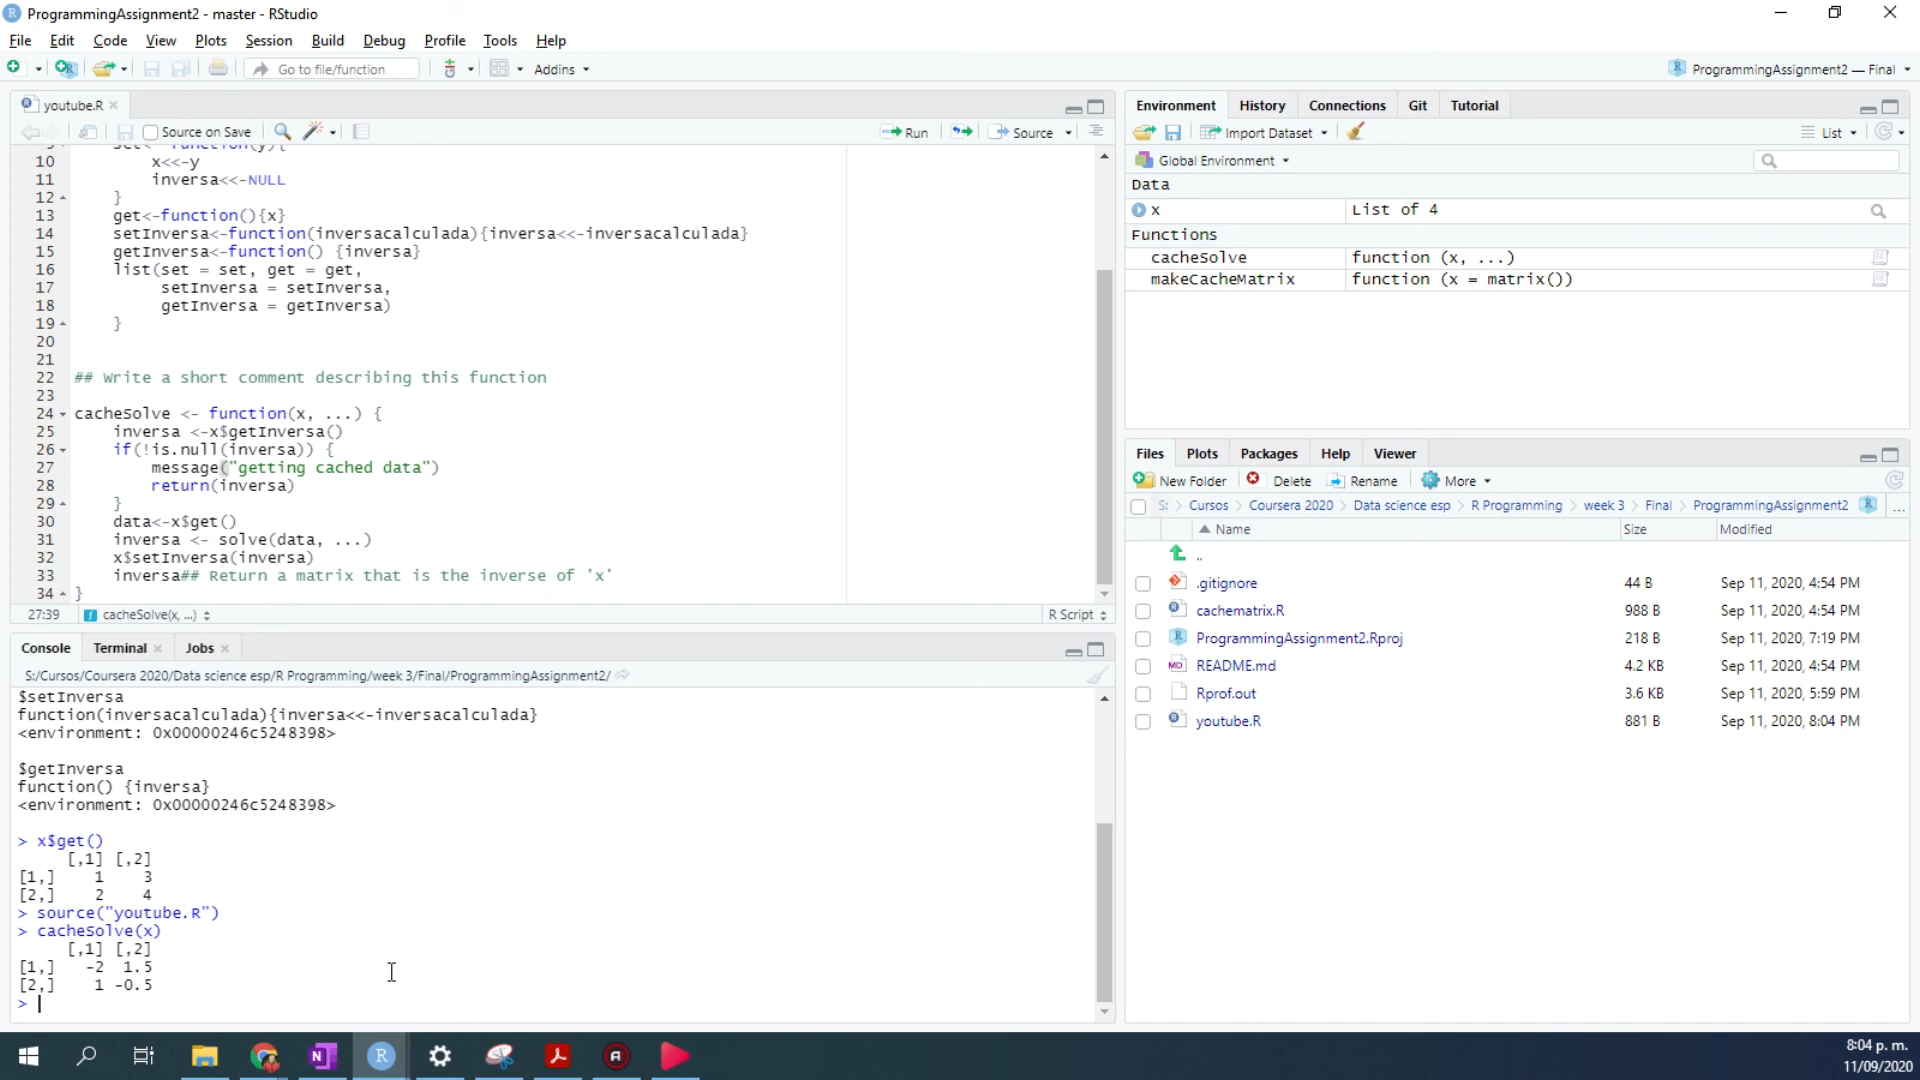 ProgrammingAssignment2 - master - RStudio
File Edit Code View Plots Session Build Debug Profile Tools Help
Go to file/function Addins ProgrammingAssignment2 — Final
youtube.R
Source on Save Run Source
10 x<<-y
11 inversa<<-NULL
12 }
13 get<-function(){x}
14 setInversa<-function(inversacalculada){inversa<<-inversacalculada}
15 getInversa<-function() {inversa}
16 list(set = set, get = get,
17 setInversa = setInversa,
18 getInversa = getInversa)
19 }
20
21
22 ## Write a short comment describing this function
23
24 cacheSolve <- function(x, ...) {
25 inversa <-x$getInversa()
26 if(!is.null(inversa)) {
27 message("getting cached data")
28 return(inversa)
29 }
30 data<-x$get()
31 inversa <- solve(data, ...)
32 x$setInversa(inversa)
33 inversa## Return a matrix that is the inverse of 'x'
34 }
27:39 cacheSolve(x, ...) R Script
Console Terminal Jobs
S:/Cursos/Coursera 2020/Data science esp/R Programming/week 3/Final/ProgrammingAssignment2/
$setInversa
function(inversacalculada){inversa<<-inversacalculada}
<environment: 0x00000246c5248398>
$getInversa
function() {inversa}
<environment: 0x00000246c5248398>
> x$get()
[,1] [,2]
[1,] 1 3
[2,] 2 4
> source("youtube.R")
> cacheSolve(x)
[,1] [,2]
[1,] -2 1.5
[2,] 1 -0.5
>
Environment History Connections Git Tutorial
Import Dataset List
Global Environment
Data
x List of 4
Functions
cacheSolve function (x, ...)
makeCacheMatrix function (x = matrix())
Files Plots Packages Help Viewer
New Folder Delete Rename More
S: > Cursos > Coursera 2020 > Data science esp > R Programming > week 3 > Final > ProgrammingAssignment2 ...
Name Size Modified
..
.gitignore 44 B Sep 11, 2020, 4:54 PM
cachematrix.R 988 B Sep 11, 2020, 4:54 PM
ProgrammingAssignment2.Rproj 218 B Sep 11, 2020, 7:19 PM
README.md 4.2 KB Sep 11, 2020, 4:54 PM
Rprof.out 3.6 KB Sep 11, 2020, 5:59 PM
youtube.R 881 B Sep 11, 2020, 8:04 PM
8:04 p. m.
11/09/2020